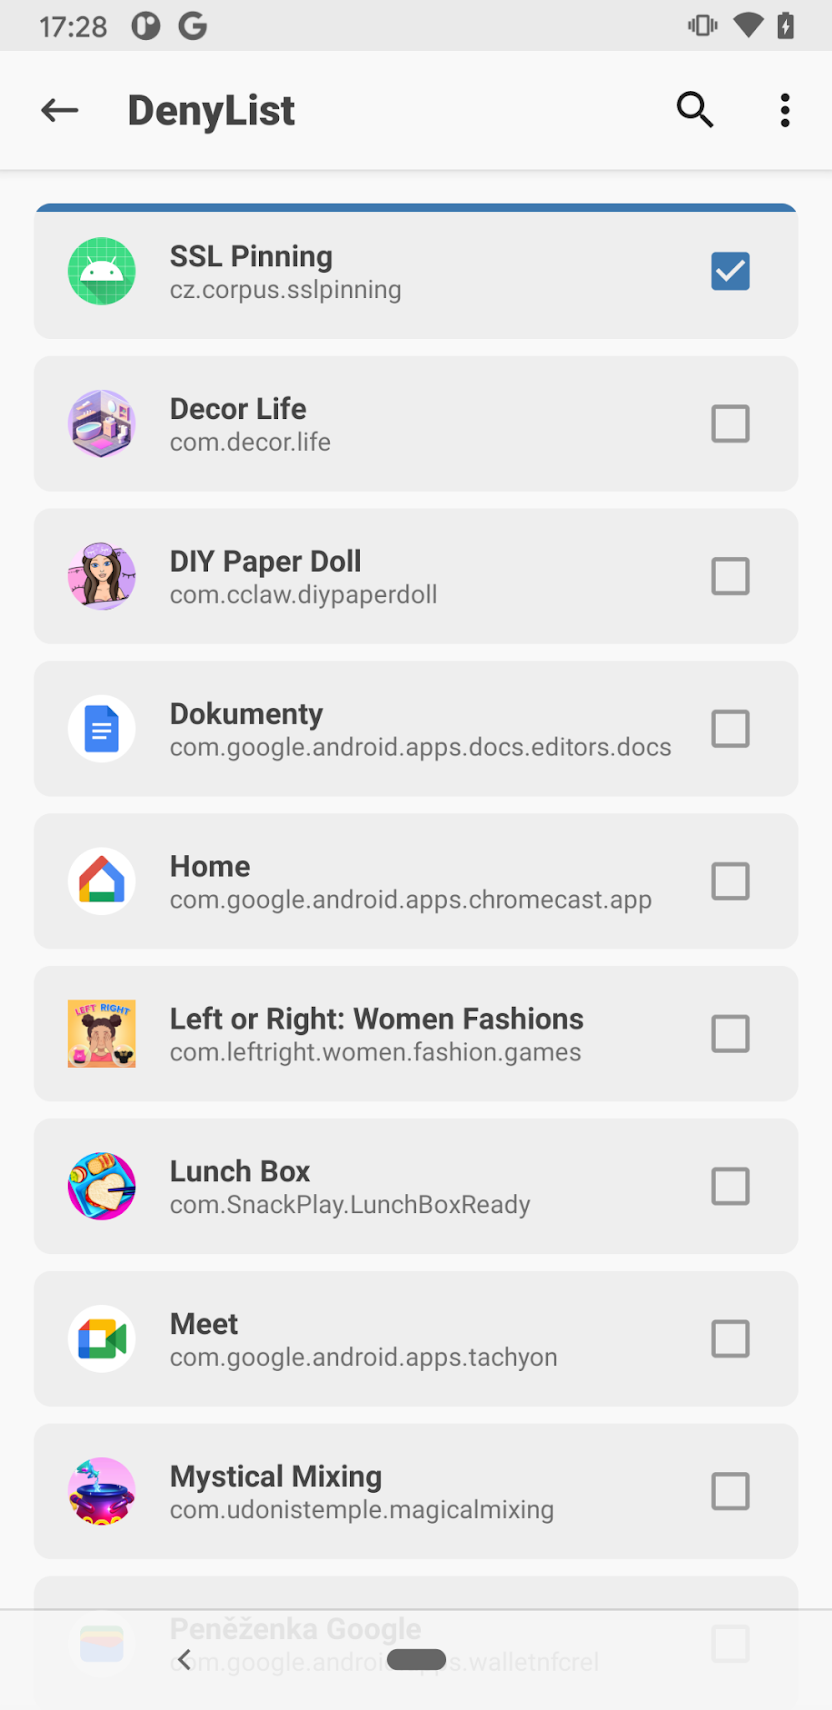 17:28
DenyList
SSL Pinning
cz.corpus.sslpinning
Decor Life
com.decor.life
DIY Paper Doll
com.cclaw.diypaperdoll
Dokumenty
com.google.android.apps.docs.editors.docs
Home
com.google.android.apps.chromecast.app
LEFT RIGHT
Left or Right: Women Fashions
com.leftright.women.fashion.games
Lunch Box
com.SnackPlay.LunchBoxReady
Meet
com.google.android.apps.tachyon
Mystical Mixing
com.udonistemple.magicalmixing
Peněženka Google
com.google.android.apps.walletnfcrel